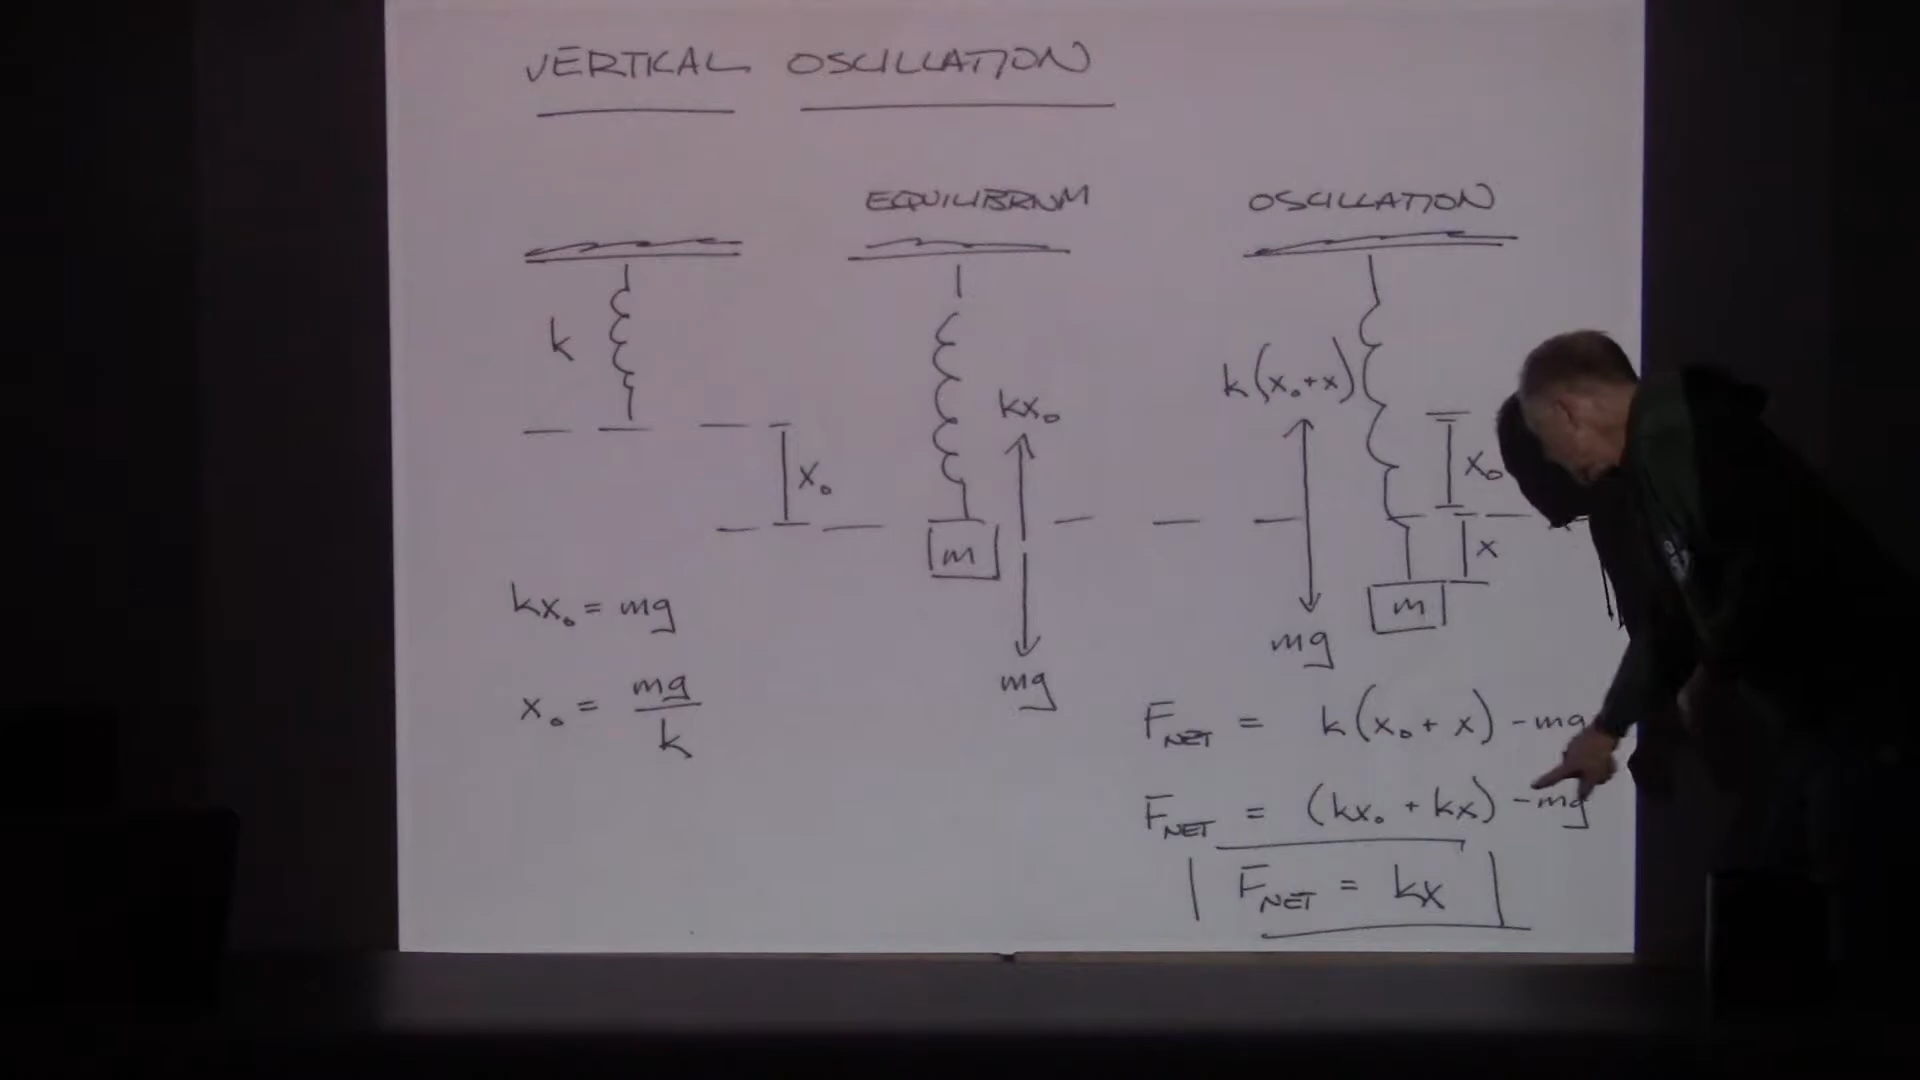 VERTICAL OSCILLATION
EQUILIBRIUM
OSCILLATION
k
x₀
kx₀
m
mg
kx₀ = mg
x₀ = mg/k
k(x₀+x)
x₀
x
m
mg
F_NET = k(x₀ + x) - mg
F_NET = (kx₀ + kx) - mg
F_NET = kx